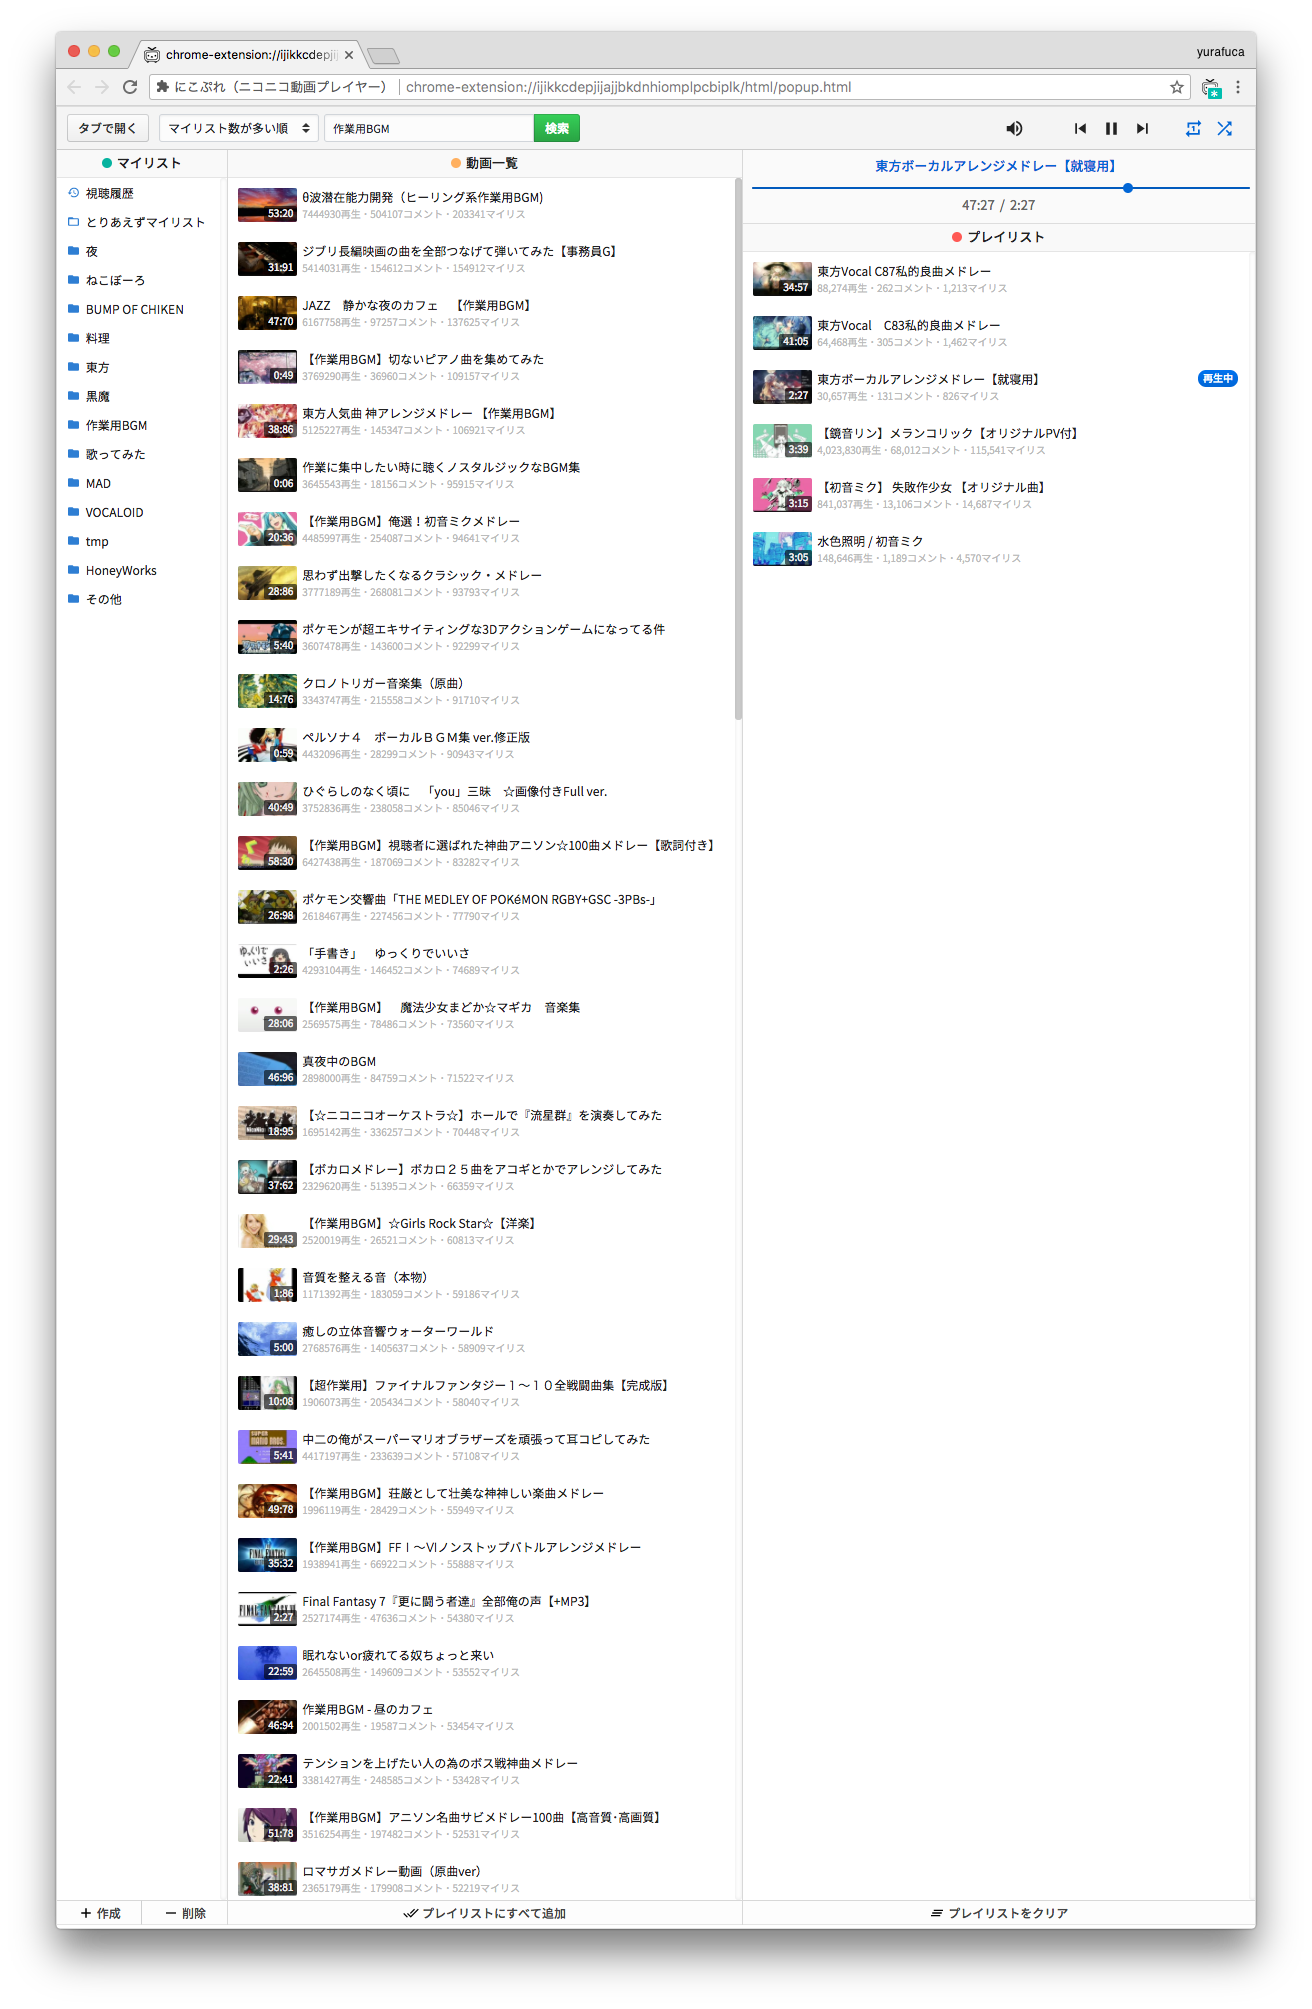 chrome-extension://ijikkcdepjij
yurafuca
にこぷれ（ニコニコ動画プレイヤー） chrome-extension://ijikkcdepjijajjbkdnhiomplpcbiplk/html/popup.html
タブで開く マイリスト数が多い順 作業用BGM 検索
マイリスト
視聴履歴
とりあえずマイリスト
夜
ねこぼーろ
BUMP OF CHIKEN
料理
東方
黒魔
作業用BGM
歌ってみた
MAD
VOCALOID
tmp
HoneyWorks
その他
＋ 作成
− 削除
動画一覧
θ波潜在能力開発（ヒーリング系作業用BGM)
53:20
7444930再生・504107コメント・203341マイリス
ジブリ長編映画の曲を全部つなげて弾いてみた【事務員G】
31:91
5414031再生・154612コメント・154912マイリス
JAZZ　静かな夜のカフェ　【作業用BGM】
47:70
6167758再生・97257コメント・137625マイリス
【作業用BGM】切ないピアノ曲を集めてみた
0:49
3769290再生・36960コメント・109157マイリス
東方人気曲 神アレンジメドレー 【作業用BGM】
38:86
5125227再生・145347コメント・106921マイリス
作業に集中したい時に聴くノスタルジックなBGM集
0:06
3645543再生・18156コメント・95915マイリス
【作業用BGM】俺選！初音ミクメドレー
20:36
4485997再生・254087コメント・94641マイリス
思わず出撃したくなるクラシック・メドレー
28:86
3777189再生・268081コメント・93793マイリス
ポケモンが超エキサイティングな3Dアクションゲームになってる件
5:40
3607478再生・143600コメント・92299マイリス
クロノトリガー音楽集（原曲）
14:76
3343747再生・215558コメント・91710マイリス
ペルソナ４　ボーカルＢＧＭ集 ver.修正版
0:59
4432096再生・28299コメント・90943マイリス
ひぐらしのなく頃に　「you」三昧　☆画像付きFull ver.
40:49
3752836再生・238058コメント・85046マイリス
【作業用BGM】視聴者に選ばれた神曲アニソン☆100曲メドレー【歌詞付き】
58:30
6427438再生・187069コメント・83282マイリス
ポケモン交響曲「THE MEDLEY OF POKéMON RGBY+GSC -3PBs-」
26:98
2618467再生・227456コメント・77790マイリス
「手書き」　ゆっくりでいいさ
ゆっくりで
いいさ
2:26
4293104再生・146452コメント・74689マイリス
【作業用BGM】　魔法少女まどか☆マギカ　音楽集
28:06
2569575再生・78486コメント・73560マイリス
真夜中のBGM
46:96
2898000再生・84759コメント・71522マイリス
【☆ニコニコオーケストラ☆】ホールで『流星群』を演奏してみた
18:95
1695142再生・336257コメント・70448マイリス
【ボカロメドレー】ボカロ２５曲をアコギとかでアレンジしてみた
37:62
2329620再生・51395コメント・66359マイリス
【作業用BGM】☆Girls Rock Star☆【洋楽】
29:43
2520019再生・26521コメント・60813マイリス
音質を整える音（本物）
1:86
1171392再生・183059コメント・59186マイリス
癒しの立体音響ウォーターワールド
5:00
2768576再生・1405637コメント・58909マイリス
【超作業用】ファイナルファンタジー１～１０全戦闘曲集【完成版】
10:08
1906073再生・205434コメント・58040マイリス
中二の俺がスーパーマリオブラザーズを頑張って耳コピしてみた
SUPER
MARIO BROS.
5:41
4417197再生・233639コメント・57108マイリス
【作業用BGM】荘厳として壮美な神神しい楽曲メドレー
49:78
1996119再生・28429コメント・55949マイリス
【作業用BGM】FFⅠ～Ⅵノンストップバトルアレンジメドレー
FINAL FANTASY
35:32
1938941再生・66922コメント・55888マイリス
Final Fantasy 7『更に闘う者達』全部俺の声【+MP3】
2:27
2527174再生・47636コメント・54380マイリス
眠れないor疲れてる奴ちょっと来い
22:59
2645508再生・149609コメント・53552マイリス
作業用BGM - 昼のカフェ
46:94
2001502再生・19587コメント・53454マイリス
テンションを上げたい人の為のボス戦神曲メドレー
22:41
3381427再生・248585コメント・53428マイリス
【作業用BGM】アニソン名曲サビメドレー100曲【高音質･高画質】
51:78
3516254再生・197482コメント・52531マイリス
ロマサガメドレー動画（原曲ver）
38:81
2365179再生・179908コメント・52219マイリス
プレイリストにすべて追加
東方ボーカルアレンジメドレー【就寝用】
47:27 / 2:27
プレイリスト
東方Vocal C87私的良曲メドレー
34:57
88,274再生・262コメント・1,213マイリス
東方Vocal　C83私的良曲メドレー
41:05
64,468再生・305コメント・1,462マイリス
東方ボーカルアレンジメドレー【就寝用】
2:27
再生中
30,657再生・131コメント・826マイリス
【鏡音リン】メランコリック【オリジナルPV付】
3:39
4,023,830再生・68,012コメント・115,541マイリス
【初音ミク】 失敗作少女 【オリジナル曲】
3:15
841,037再生・13,106コメント・14,687マイリス
水色照明 / 初音ミク
3:05
148,646再生・1,189コメント・4,570マイリス
プレイリストをクリア